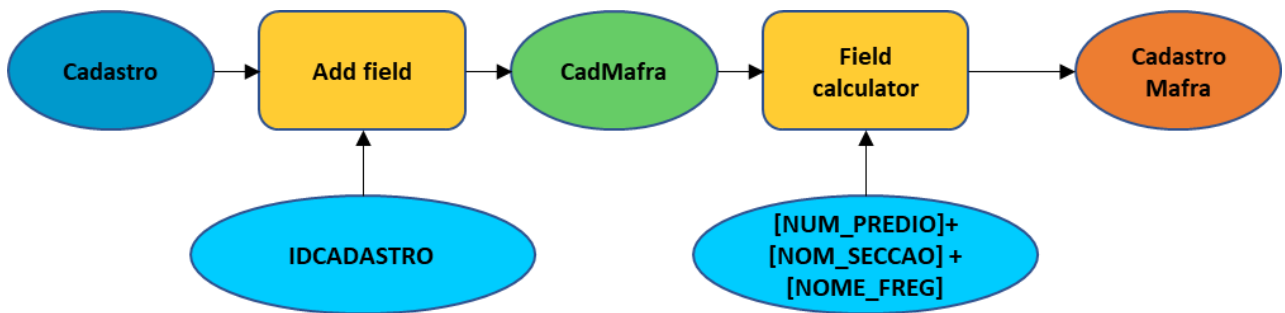 Cadastro
Add field
CadMafra
Field
calculator
Cadastro
Mafra
IDCADASTRO
[NUM_PREDIO]+
[NOM_SECCAO] +
[NOME_FREG]